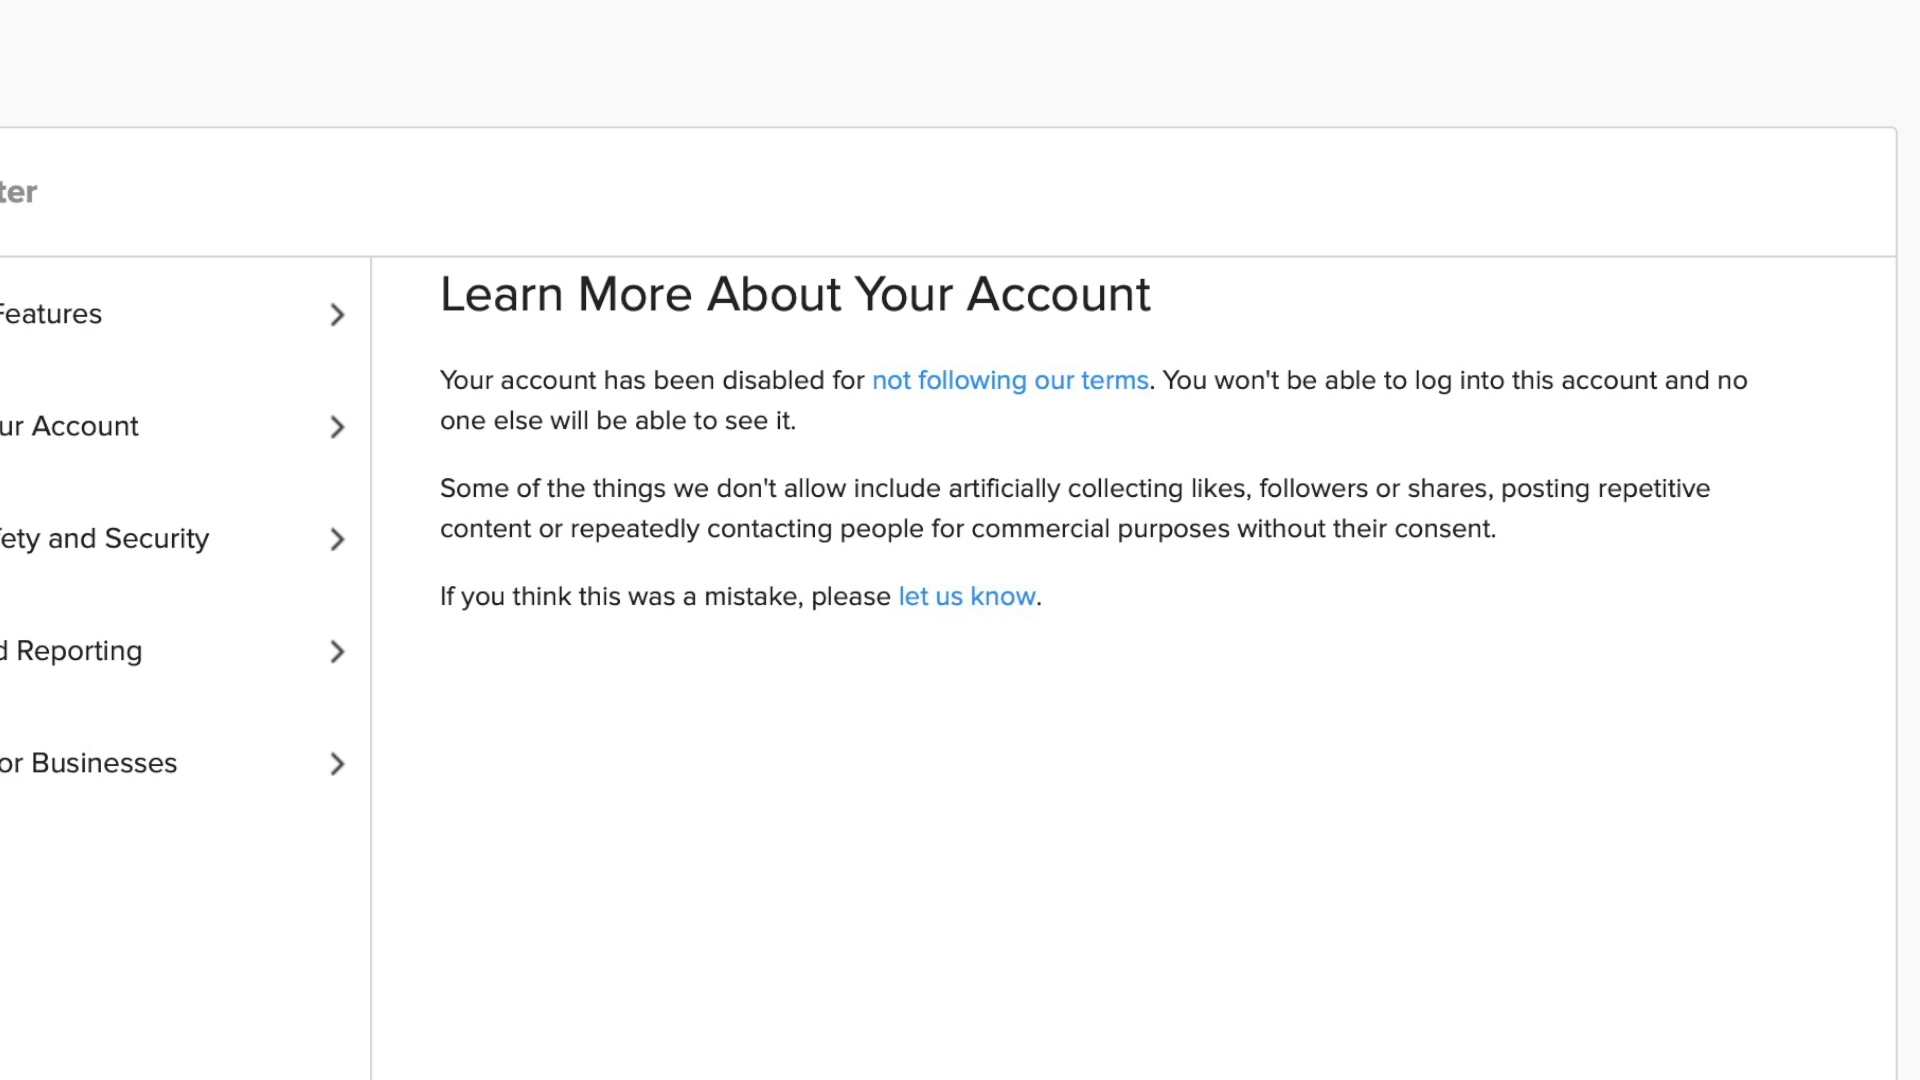 ter
Features
ur Account
ety and Security
d Reporting
or Businesses
Learn More About Your Account
Your account has been disabled for not following our terms. You won't be able to log into this account and no
one else will be able to see it.
Some of the things we don't allow include artificially collecting likes, followers or shares, posting repetitive
content or repeatedly contacting people for commercial purposes without their consent.
If you think this was a mistake, please let us know.